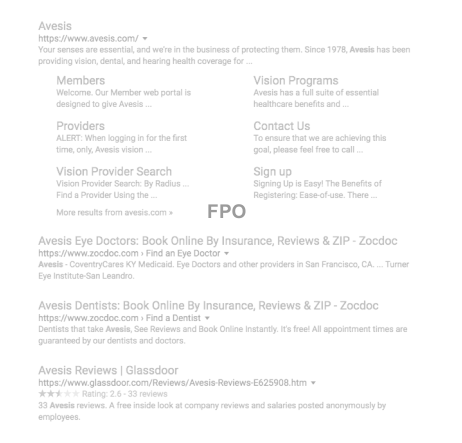 Avesis
https://www.avesis.com/
Your senses are essential, and we're in the business of protecting them. Since 1978, Avesis has been
providing vision, dental, and hearing health coverage for ...
Members
Welcome. Our Member web portal is
designed to give Avesis ...
Vision Programs
Avesis has a full suite of essential
healthcare benefits and ...
Providers
ALERT: When logging in for the first
time, only, Avesis vision ...
Contact Us
To ensure that we are achieving this
goal, please feel free to call ...
Vision Provider Search
Vision Provider Search: By Radius ...
Find a Provider Using the ...
Sign up
Signing Up is Easy! The Benefits of
Registering: Ease-of-use. There ...
More results from avesis.com »
FPO
Avesis Eye Doctors: Book Online By Insurance, Reviews & ZIP - Zocdoc
https://www.zocdoc.com › Find an Eye Doctor
Avesis - CoventryCares KY Medicaid. Eye Doctors and other providers in San Francisco, CA. ... Turner
Eye Institute-San Leandro.
Avesis Dentists: Book Online By Insurance, Reviews & ZIP - Zocdoc
https://www.zocdoc.com › Find a Dentist
Dentists that take Avesis, See Reviews and Book Online Instantly. It's free! All appointment times are
guaranteed by our dentists and doctors.
Avesis Reviews | Glassdoor
https://www.glassdoor.com/Reviews/Avesis-Reviews-E625908.htm
Rating: 2.6 - 33 reviews
33 Avesis reviews. A free inside look at company reviews and salaries posted anonymously by
employees.